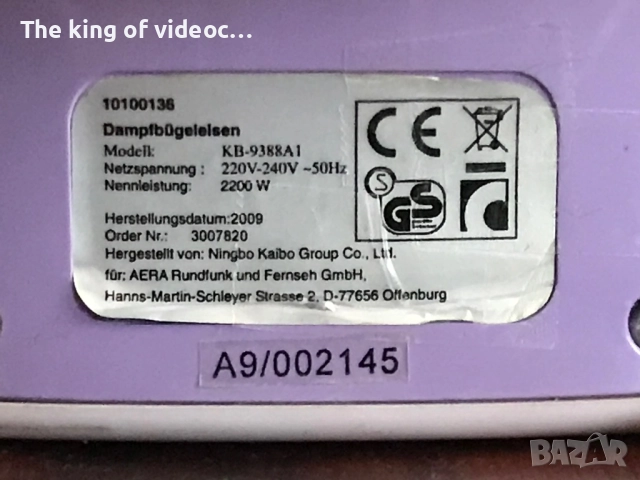 The king of videoc...
10100136
Dampfbügeleisen
Modell: KB-9388A1
Netzspannung : 220V-240V ~50Hz
Nennleistung: 2200 W
Herstellungsdatum:2009
Order Nr.: 3007820
Hergestellt von: Ningbo Kaibo Group Co., Ltd.
für: AERA Rundfunk und Fernseh GmbH,
Hanns-Martin-Schleyer Strasse 2, D-77656 Offenburg
CE
S
GS
A9/002145
BAZAR